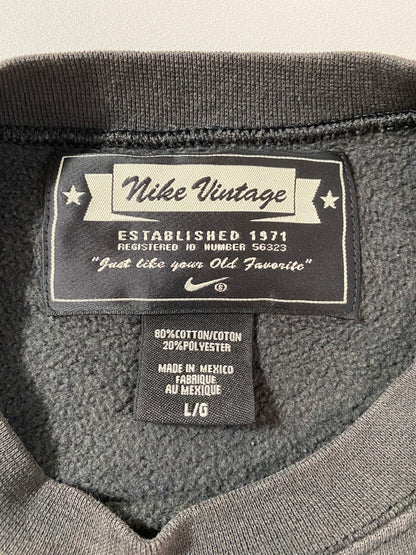 Nike Vintage
ESTABLISHED 1971
REGISTERED ID NUMBER 56323
"Just like your Old Favorite"
®
80%COTTON/COTON
20%POLYESTER
MADE IN MEXICO
FABRIQUE
AU MEXIQUE
L/G